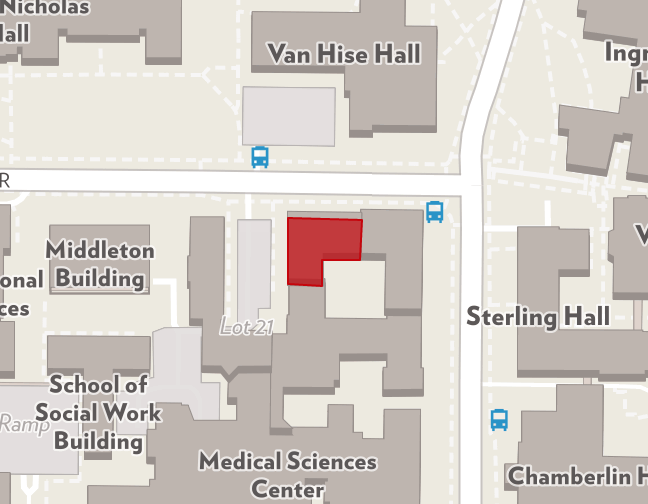 Nicholas
Hall
Van Hise Hall
Ingr
H
R
Middleton
Building
onal
ces
Lot 21
Sterling Hall
V
School of
Social Work
Building
Ramp
Medical Sciences
Center
Chamberlin H